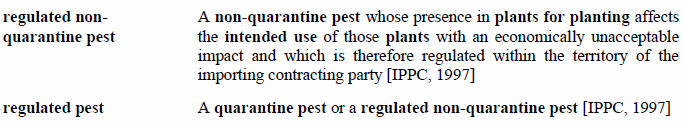 regulated non- A non-quarantine pest whose presence in plants for planting affects
quarantine pest the intended use of those plants with an economically unacceptable
impact and which is therefore regulated within the territory of the
importing contracting party [IPPC, 1997]
regulated pest A quarantine pest or a regulated non-quarantine pest [IPPC, 1997]